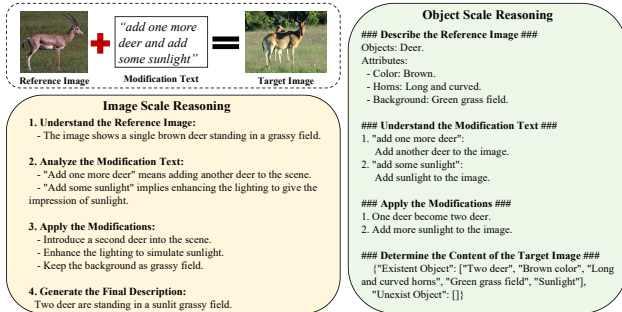 "add one more
deer and add
some sunlight"
Reference Image
Modification Text
Target Image
Image Scale Reasoning
1. Understand the Reference Image:
- The image shows a single brown deer standing in a grassy field.
2. Analyze the Modification Text:
- "Add one more deer" means adding another deer to the scene.
- "Add some sunlight" implies enhancing the lighting to give the
impression of sunlight.
3. Apply the Modifications:
- Introduce a second deer into the scene.
- Enhance the lighting to simulate sunlight.
- Keep the background as grassy field.
4. Generate the Final Description:
Two deer are standing in a sunlit grassy field.
Object Scale Reasoning
### Describe the Reference Image ###
Objects: Deer.
Attributes:
- Color: Brown.
- Horns: Long and curved.
- Background: Green grass field.
### Understand the Modification Text ###
1. "add one more deer":
Add another deer to the image.
2. "add some sunlight":
Add sunlight to the image.
### Apply the Modifications ###
1. One deer become two deer.
2. Add more sunlight to the image.
### Determine the Content of the Target Image ###
{"Existent Object": ["Two deer", "Brown color", "Long
and curved horns", "Green grass field", "Sunlight"],
"Unexist Object": []}